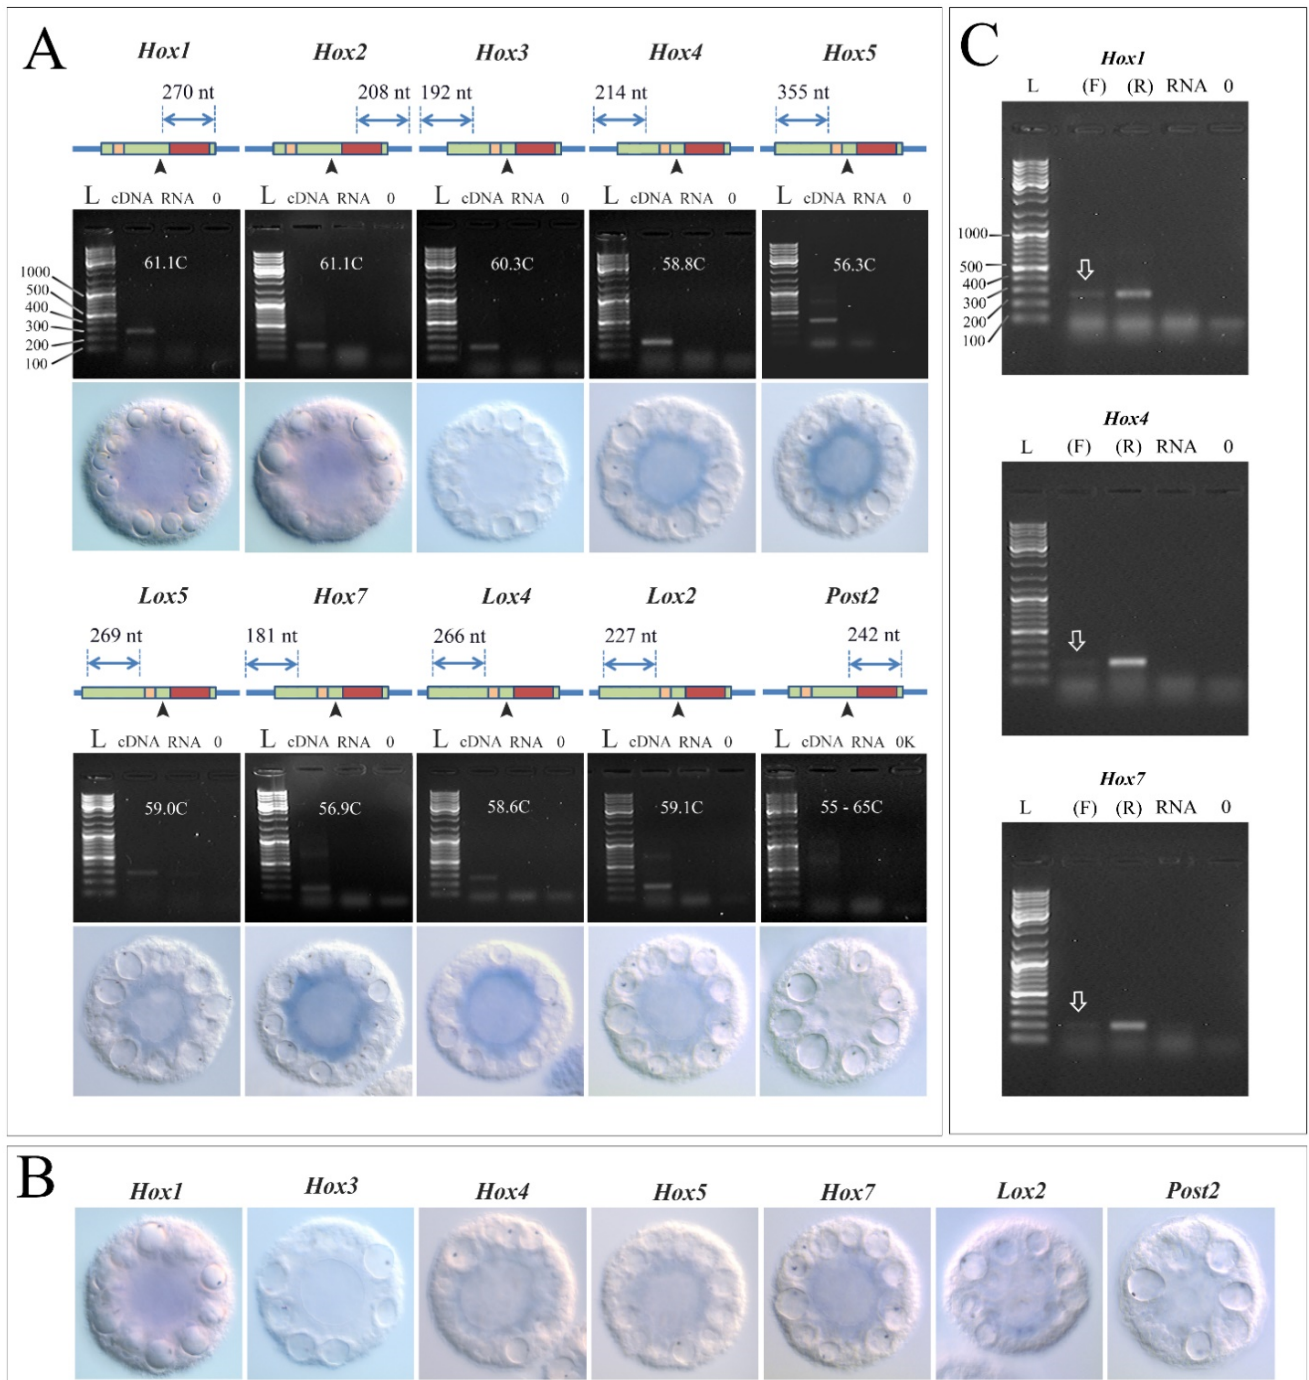 A
Hox1 Hox2 Hox3 Hox4 Hox5
270 nt 208 nt 192 nt 214 nt 355 nt
L cDNA RNA 0 L cDNA RNA 0 L cDNA RNA 0 L cDNA RNA 0 L cDNA RNA 0
61.1C 61.1C 60.3C 58.8C 56.3C
1000
500
400
300
200
100
Lox5 Hox7 Lox4 Lox2 Post2
269 nt 181 nt 266 nt 227 nt 242 nt
L cDNA RNA 0 L cDNA RNA 0 L cDNA RNA 0 L cDNA RNA 0 L cDNA RNA 0K
59.0C 56.9C 58.6C 59.1C 55 - 65C
C
Hox1
L (F) (R) RNA 0
1000
500
400
300
200
100
Hox4
L (F) (R) RNA 0
Hox7
L (F) (R) RNA 0
B
Hox1 Hox3 Hox4 Hox5 Hox7 Lox2 Post2